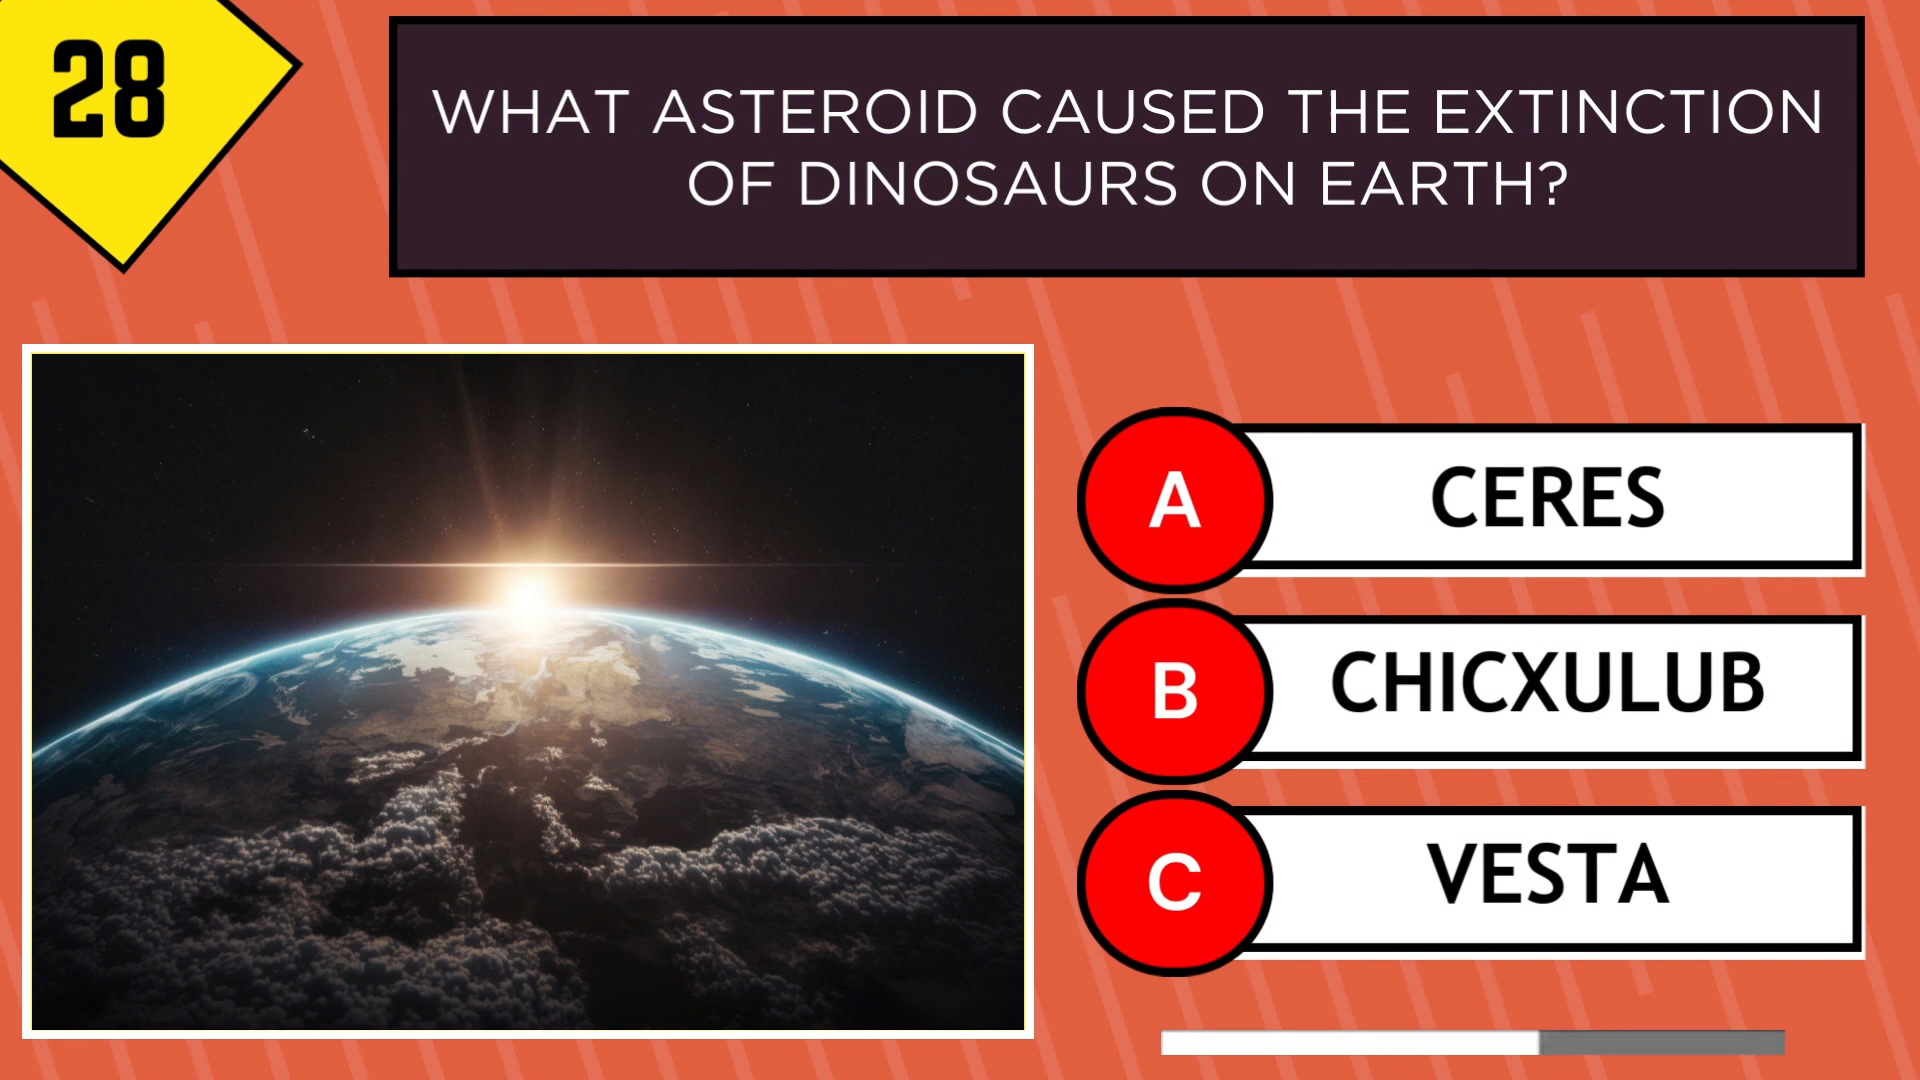 28
WHAT ASTEROID CAUSED THE EXTINCTION
OF DINOSAURS ON EARTH?
A CERES
B CHICXULUB
C VESTA